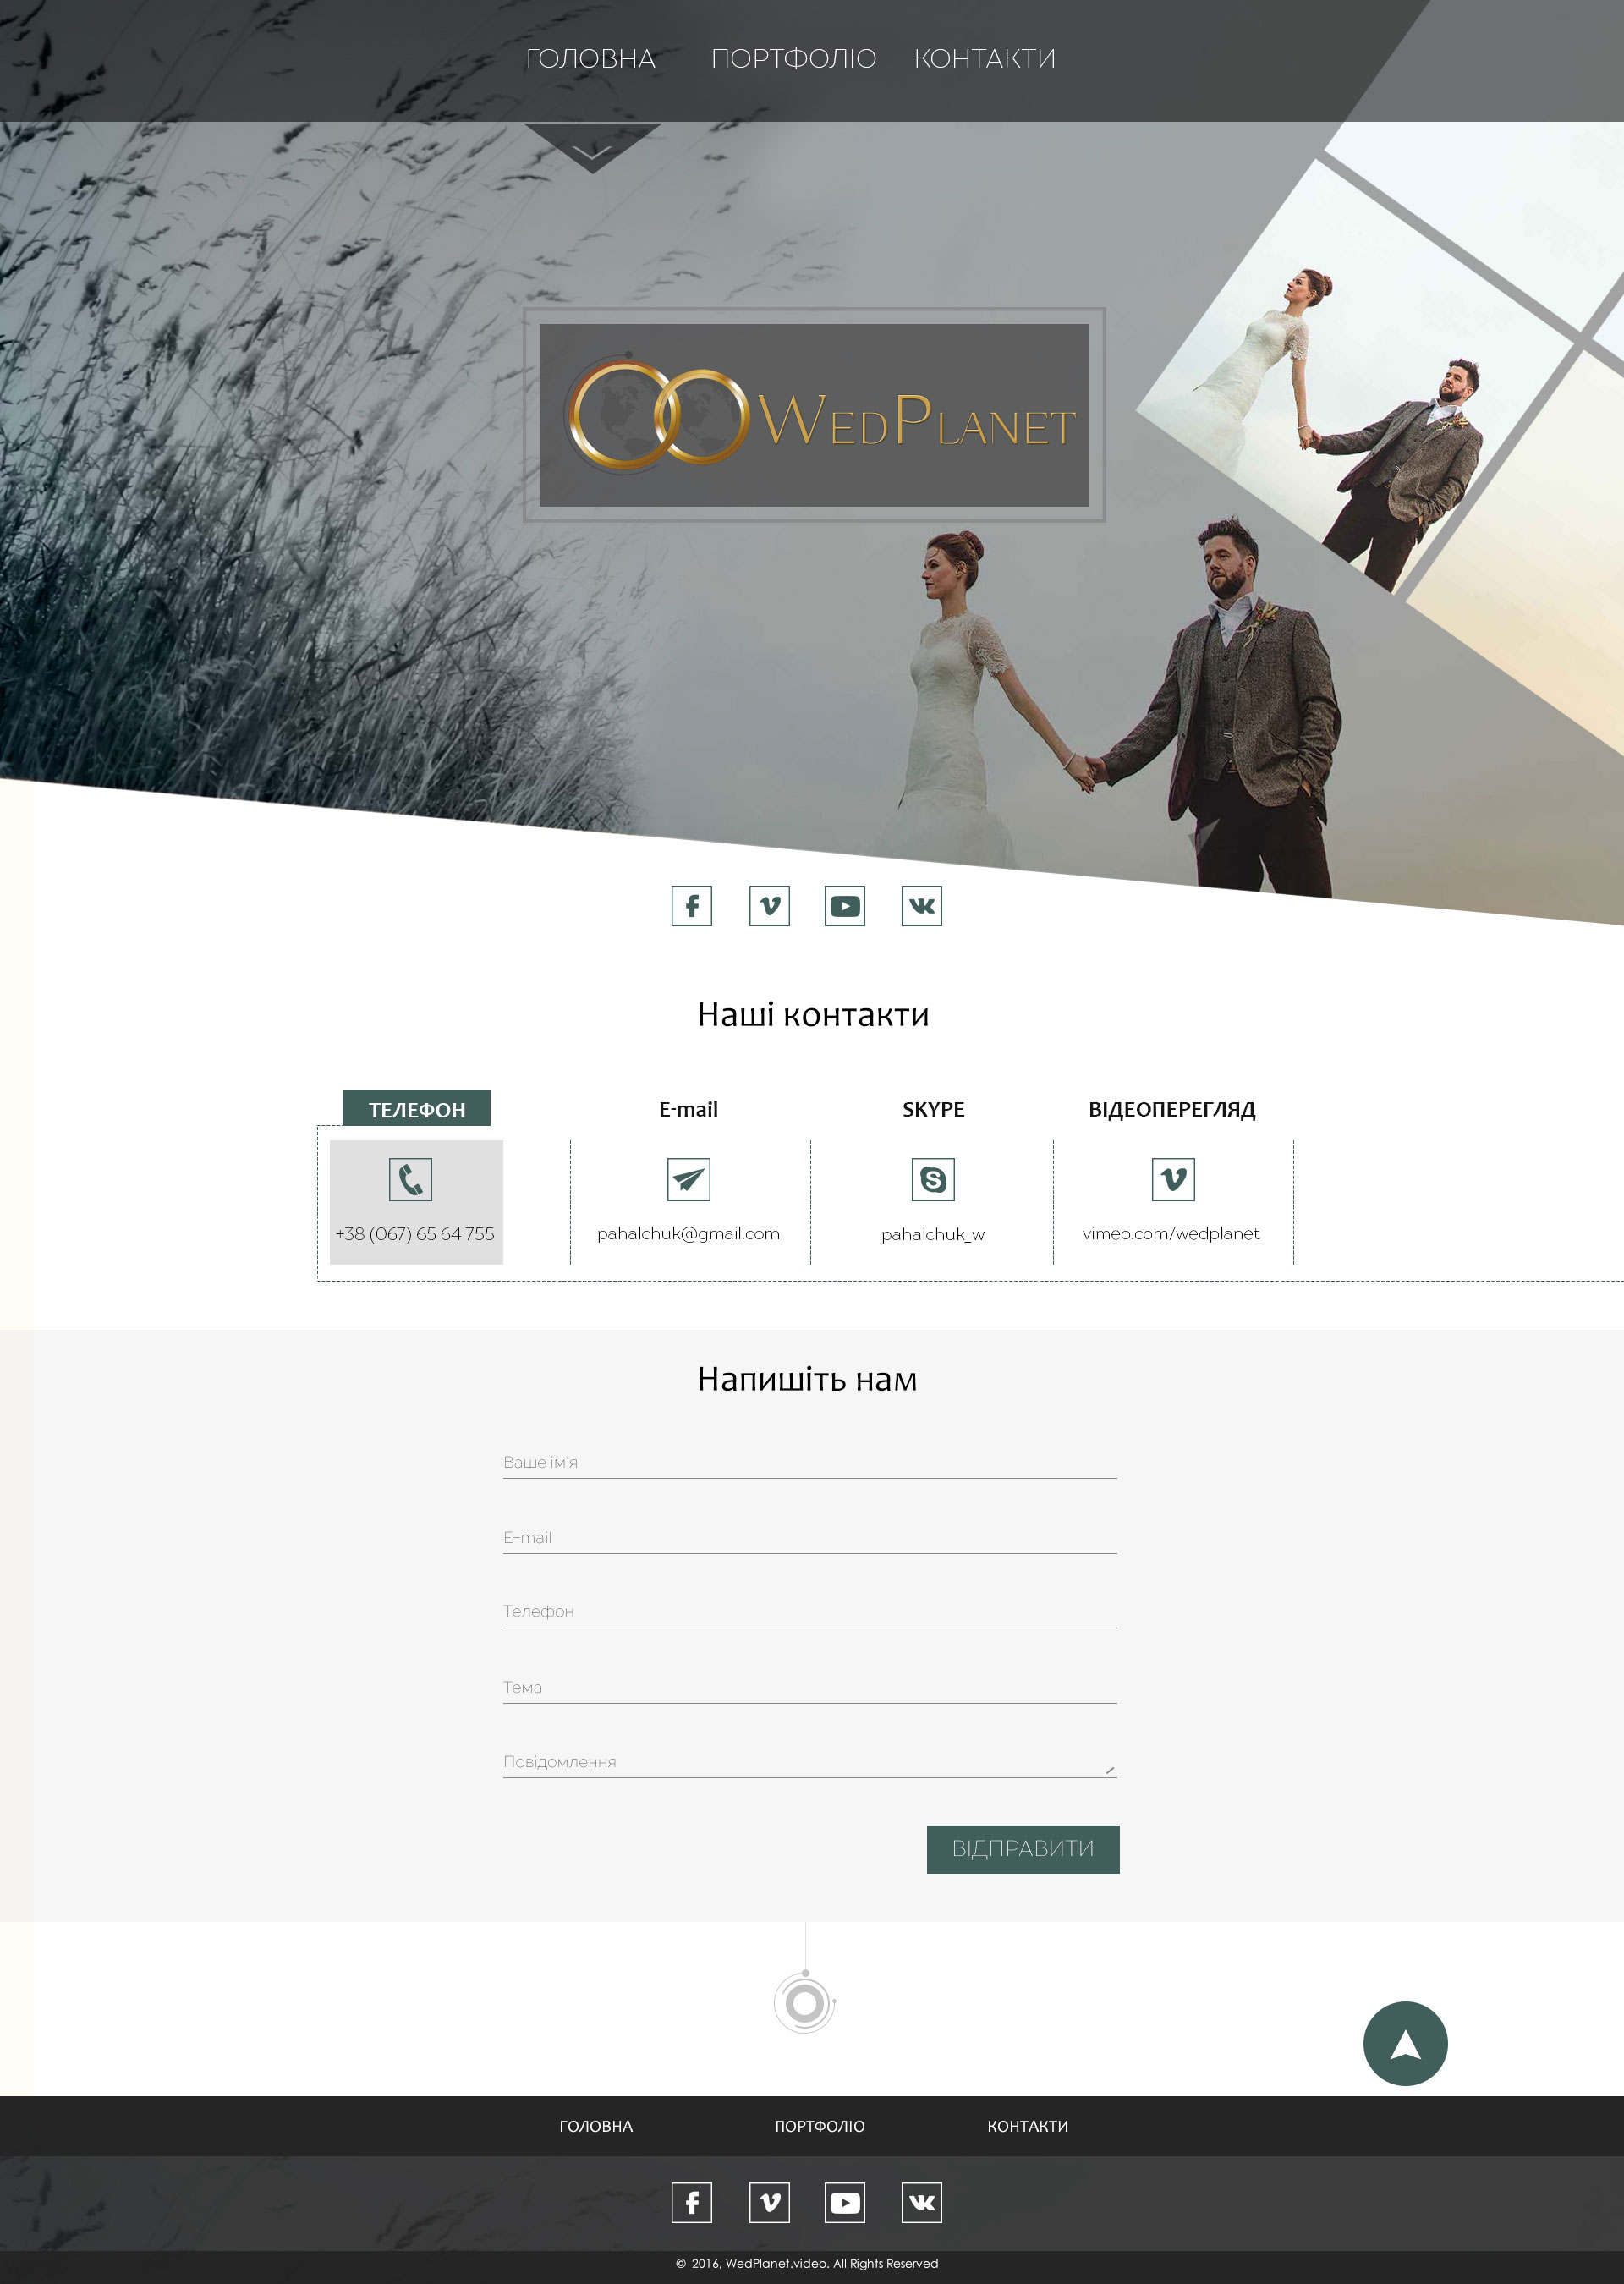 ГОЛОВНА ПОРТФОЛІО КОНТАКТИ
WEDPLANET
Наші контакти
ТЕЛЕФОН E-mail SKYPE ВІДЕОПЕРЕГЛЯД
+38 (067) 65 64 755 pahalchuk@gmail.com pahalchuk_w vimeo.com/wedplanet
Напишіть нам
Ваше ім'я
E-mail
Телефон
Тема
Повідомлення
ВІДПРАВИТИ
ГОЛОВНА ПОРТФОЛІО КОНТАКТИ
© 2016, WedPlanet.video. All Rights Reserved